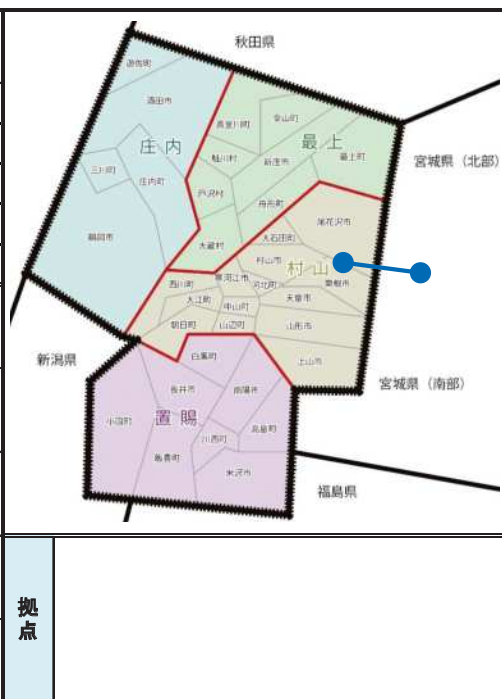 秋田県
遊佐町
酒田市
真室川町
金山町
庄内
最上
鮭川村
新庄市
最上町
宮城県（北部）
三川町
庄内町
戸沢村
舟形町
鶴岡市
大蔵村
尾花沢市
大石田町
村山市
村山
東根市
西川町
寒河江市
河北町
大江町
中山町
天童市
朝日町
山辺町
山形市
新潟県
白鷹町
上山市
宮城県（南部）
長井市
南陽市
小国町
置賜
高畠町
川西町
飯豊町
米沢市
福島県
拠点